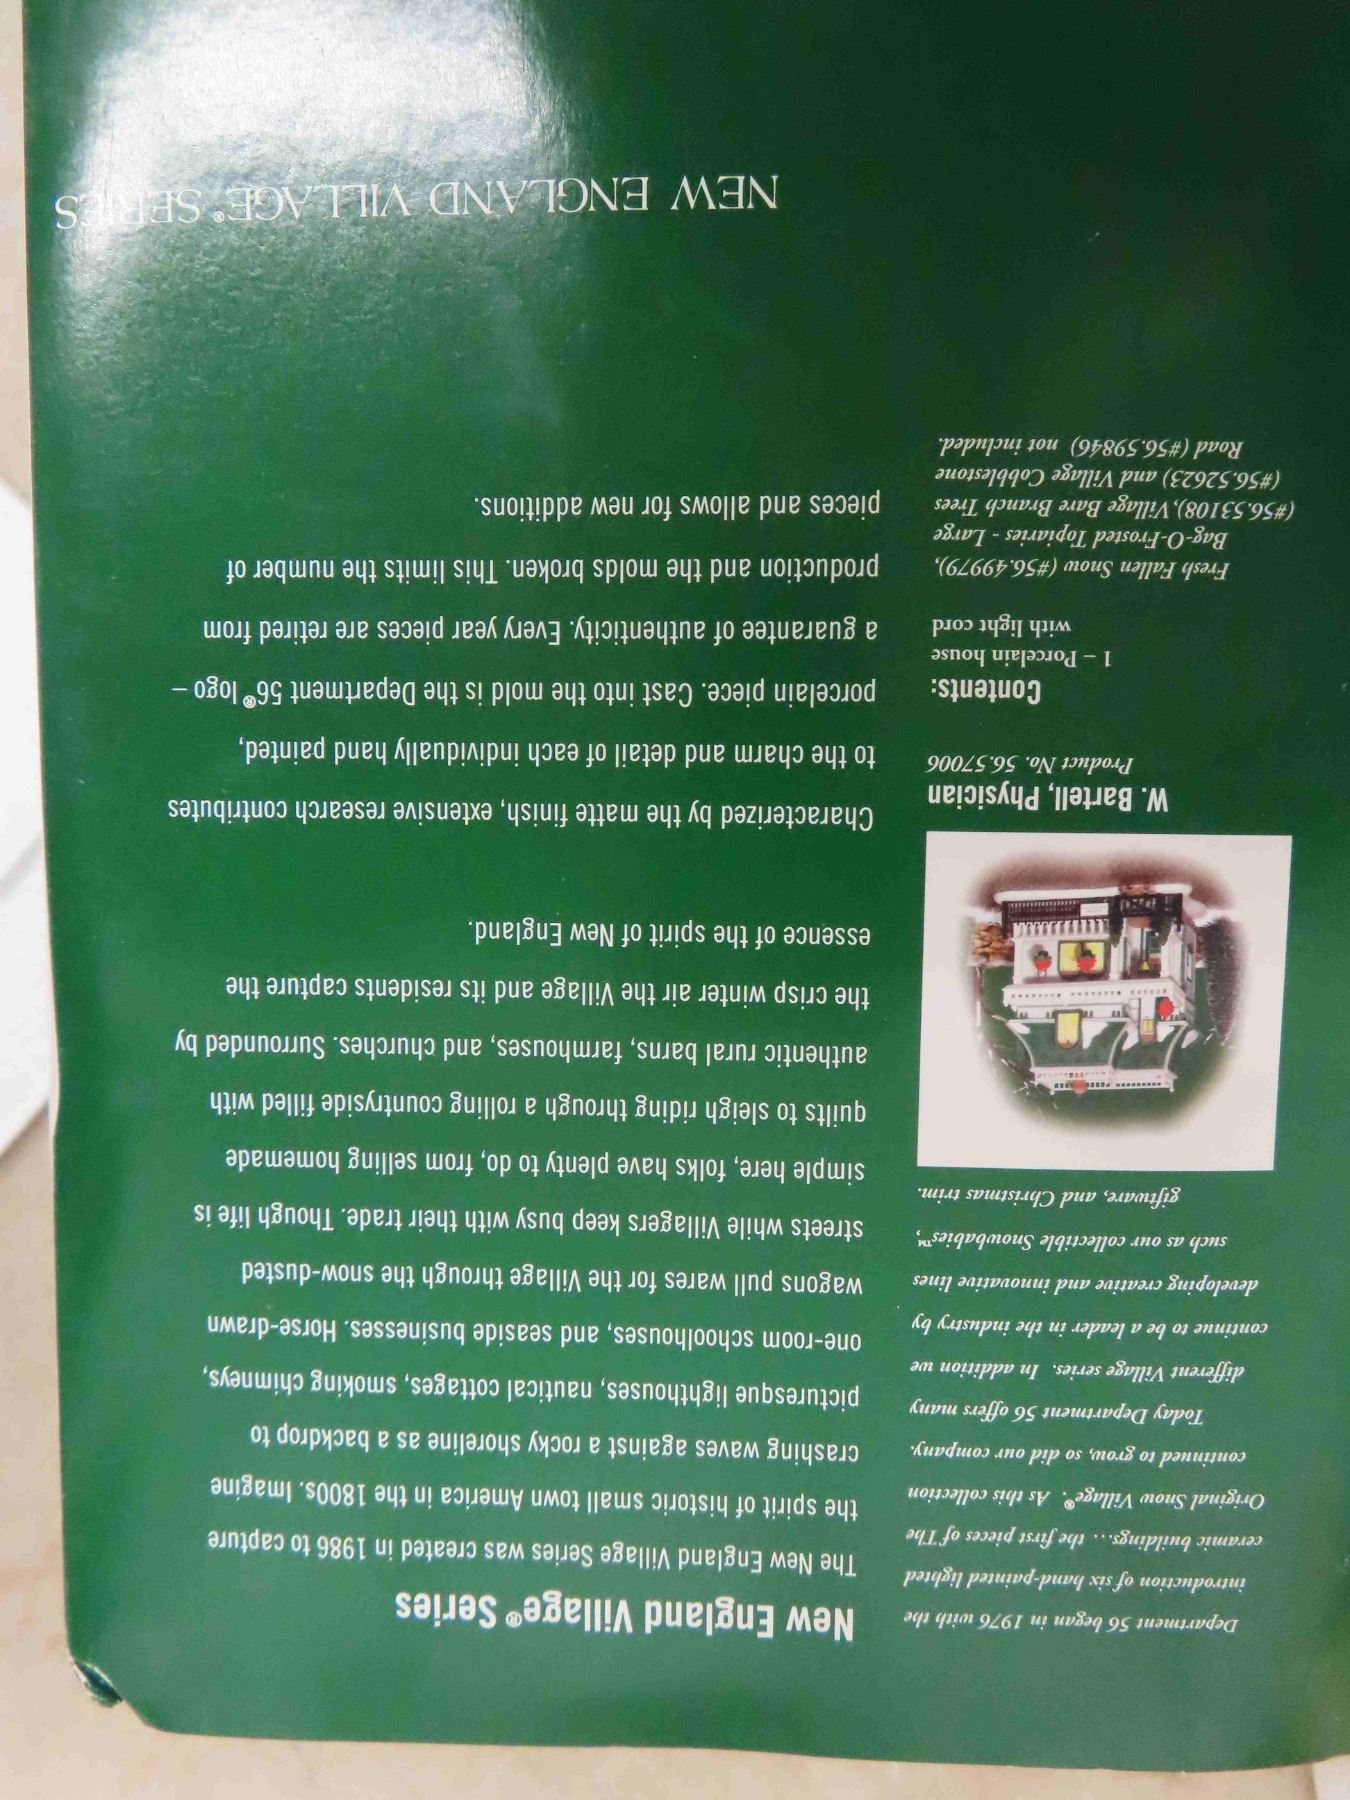 Department 56 began in 1976 with the
introduction of six hand-painted lighted
ceramic buildings... the first pieces of The
Original Snow Village®. As this collection
continued to grow, so did our company.
Today Department 56 offers many
different Village series. In addition we
continue to be a leader in the industry by
developing creative and innovative lines
such as our collectible Snowbabies™,
giftware, and Christmas trim.
W. Bartell, Physician
Product No. 56.57006
Contents:
1 – Porcelain house
with light cord
Fresh Fallen Snow (#56.49979),
Bag-O-Frosted Topiaries - Large
(#56.53108), Village Bare Branch Trees
(#56.52623) and Village Cobblestone
Road (#56.59846) not included.
New England Village® Series
The New England Village Series was created in 1986 to capture
the spirit of historic small town America in the 1800s. Imagine
crashing waves against a rocky shoreline as a backdrop to
picturesque lighthouses, nautical cottages, smoking chimneys,
one-room schoolhouses, and seaside businesses. Horse-drawn
wagons pull wares for the Village through the snow-dusted
streets while Villagers keep busy with their trade. Though life is
simple here, folks have plenty to do, from selling homemade
quilts to sleigh riding through a rolling countryside filled with
authentic rural barns, farmhouses, and churches. Surrounded by
the crisp winter air the Village and its residents capture the
essence of the spirit of New England.
Characterized by the matte finish, extensive research contributes
to the charm and detail of each individually hand painted,
porcelain piece. Cast into the mold is the Department 56® logo –
a guarantee of authenticity. Every year pieces are retired from
production and the molds broken. This limits the number of
pieces and allows for new additions.
NEW ENGLAND VILLAGE® SERIES